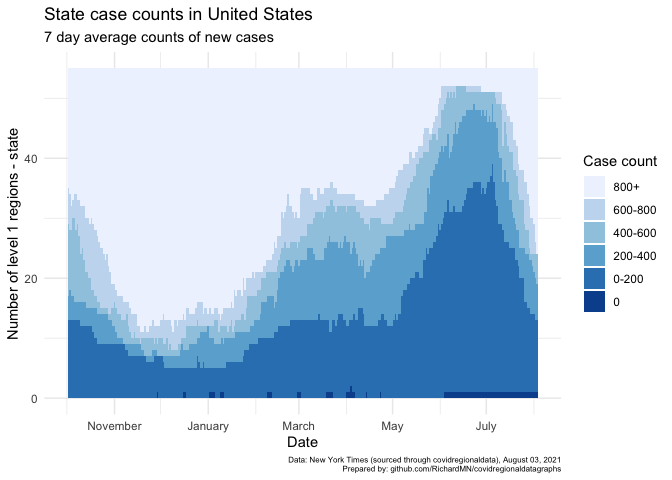 State case counts in United States
7 day average counts of new cases
Number of level 1 regions - state
40
20
0
November
January
March
May
July
Date
Case count
800+
600-800
400-600
200-400
0-200
0
Data: New York Times (sourced through covidregionaldata), August 03, 2021
Prepared by: github.com/RichardMN/covidregionaldatagraphs